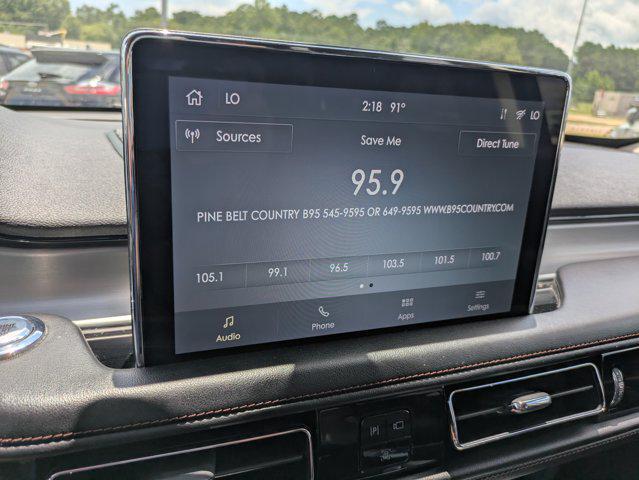 LO 2:18 91° LO
Sources Save Me Direct Tune
95.9
PINE BELT COUNTRY B95 545-9595 OR 649-9595 WWW.B95COUNTRY.COM
105.1 99.1 96.5 103.5 101.5 100.7
Audio Phone Apps Settings
P